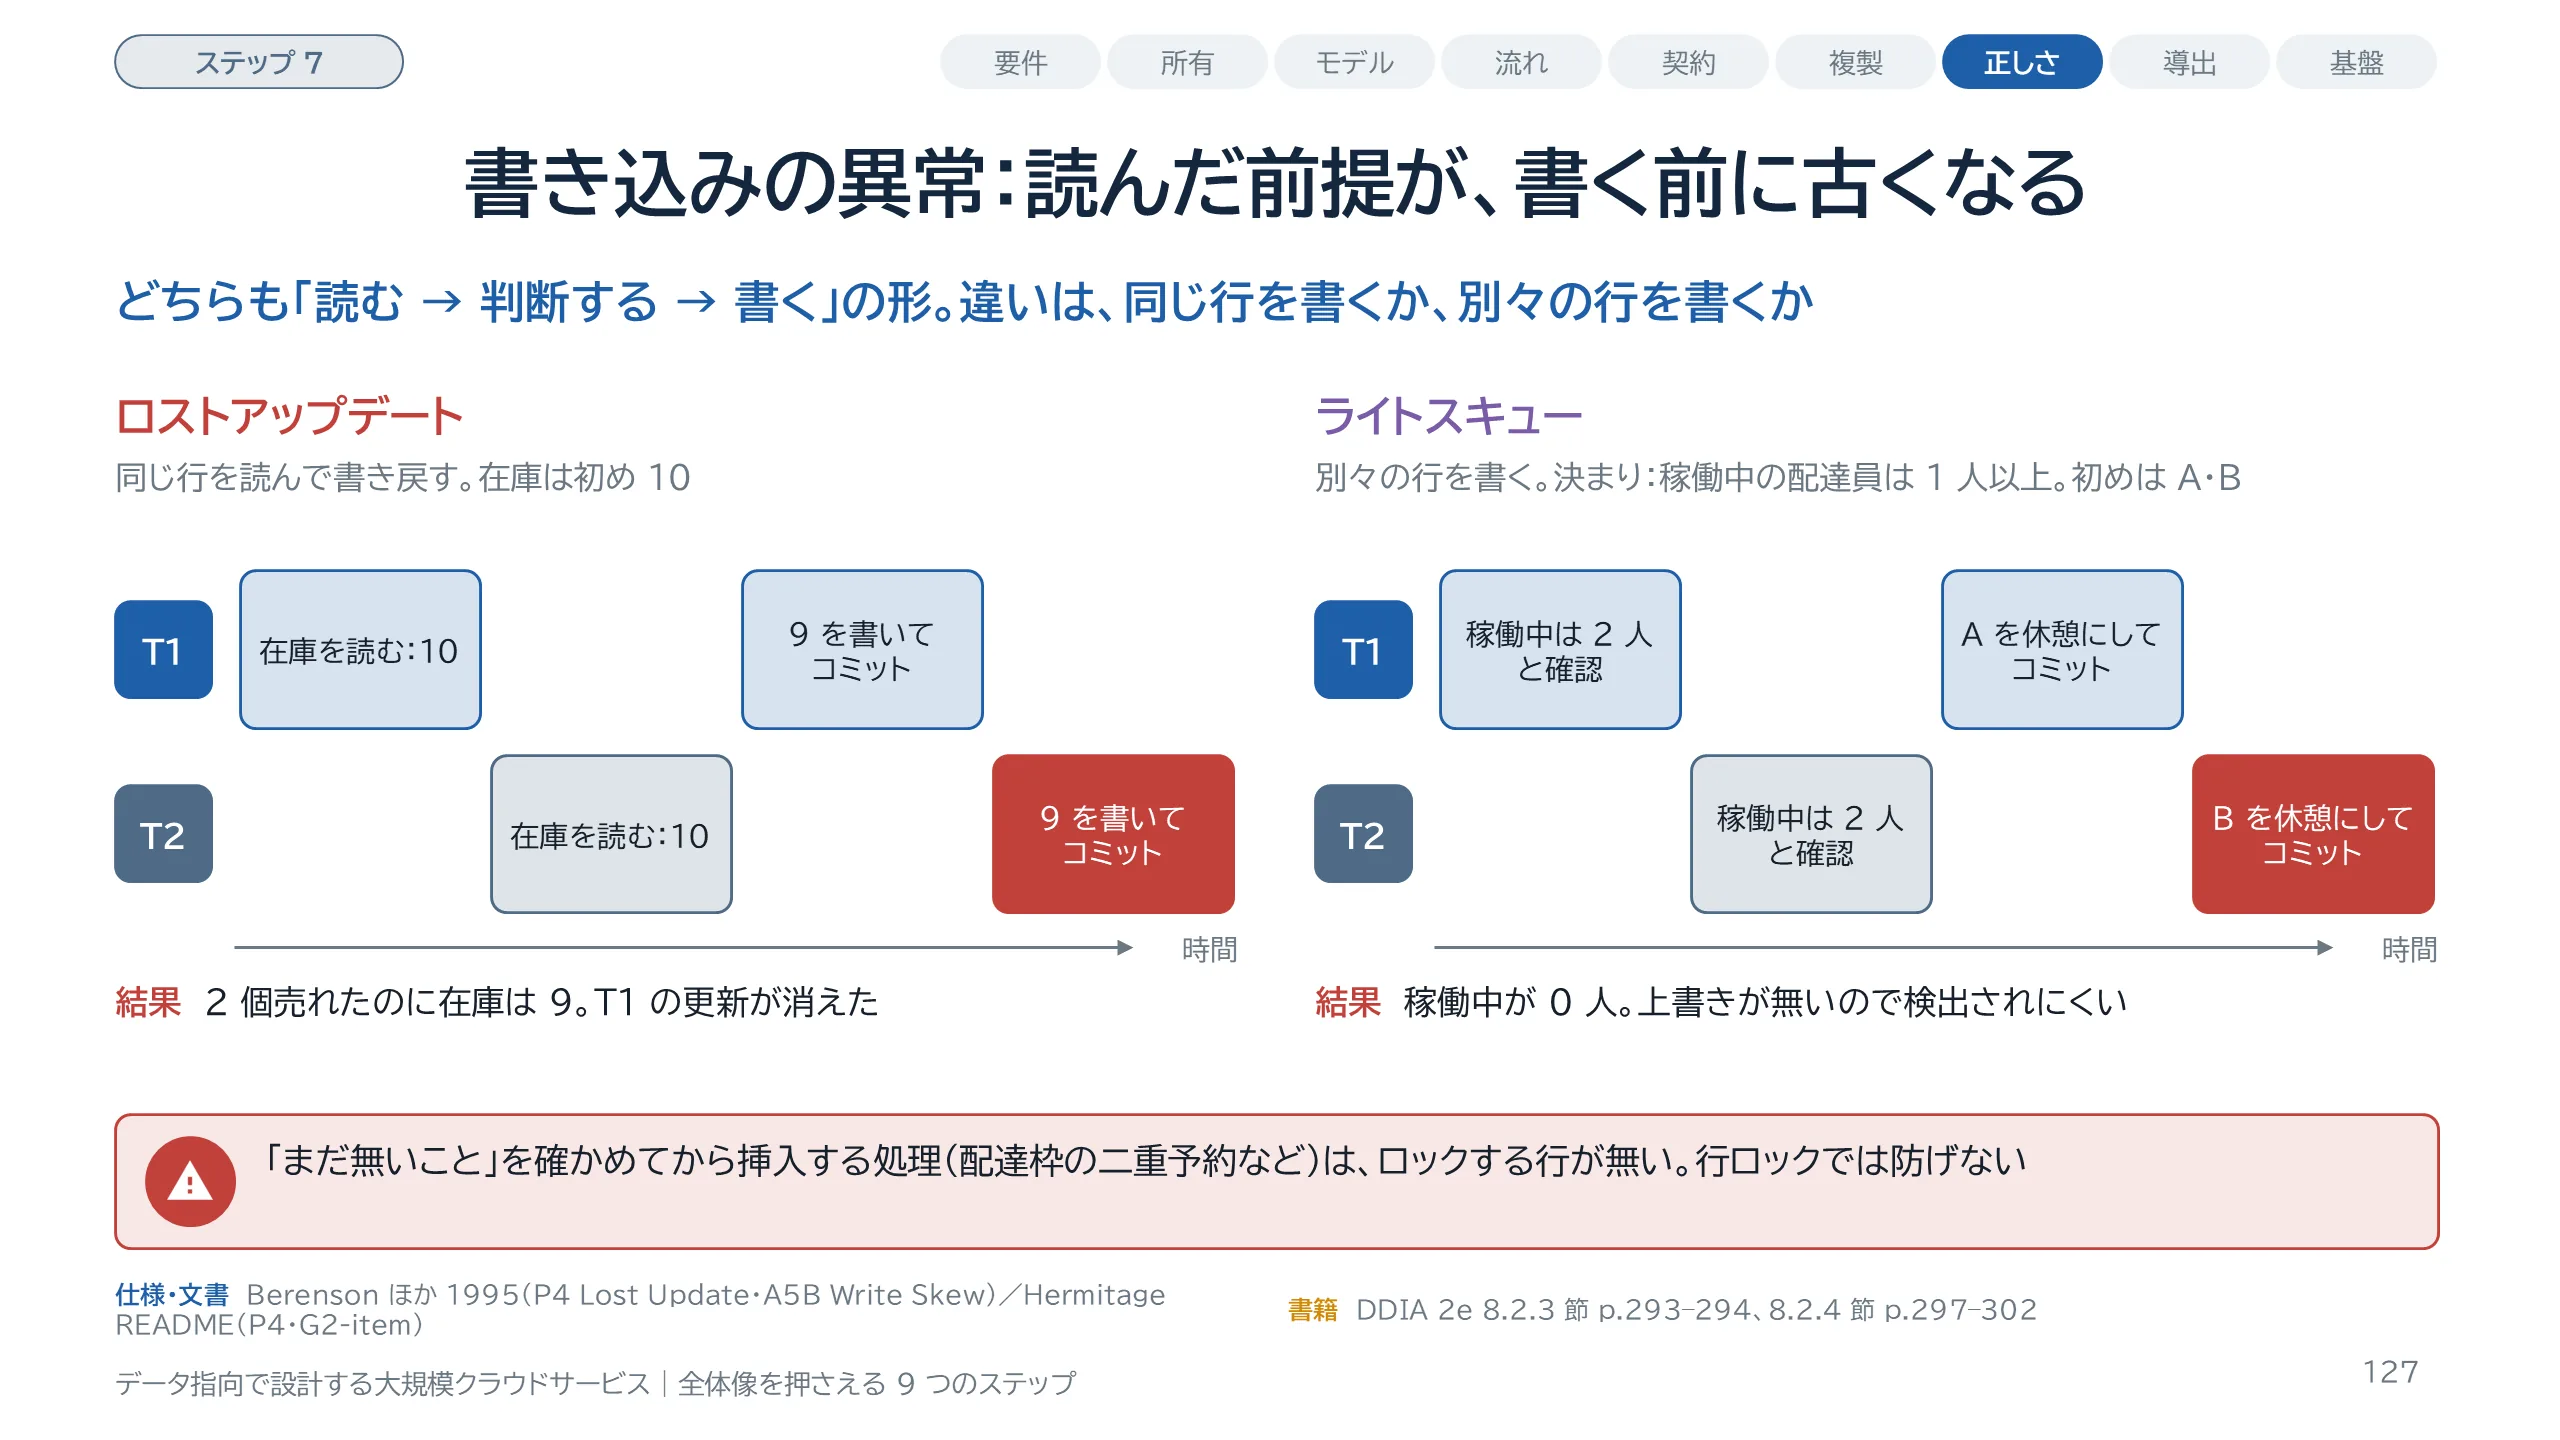 ステップ 7
要件
所有
モデル
流れ
契約
複製
正しさ
導出
基盤
書き込みの異常：読んだ前提が、書く前に古くなる
どちらも「読む → 判断する → 書く」の形。違いは、同じ行を書くか、別々の行を書くか
ロストアップデート
同じ行を読んで書き戻す。在庫は初め 10
T1
在庫を読む：10
9 を書いて
コミット
T2
在庫を読む：10
9 を書いて
コミット
時間
結果 2 個売れたのに在庫は 9。T1 の更新が消えた
ライトスキュー
別々の行を書く。決まり：稼働中の配達員は 1 人以上。初めは A・B
T1
稼働中は 2 人
と確認
A を休憩にして
コミット
T2
稼働中は 2 人
と確認
B を休憩にして
コミット
時間
結果 稼働中が 0 人。上書きが無いので検出されにくい
「まだ無いこと」を確かめてから挿入する処理（配達枠の二重予約など）は、ロックする行が無い。行ロックでは防げない
仕様・文書 Berenson ほか 1995（P4 Lost Update・A5B Write Skew）／Hermitage
README（P4・G2-item）
書籍 DDIA 2e 8.2.3 節 p.293–294、8.2.4 節 p.297–302
データ指向で設計する大規模クラウドサービス｜全体像を押さえる 9 つのステップ
127